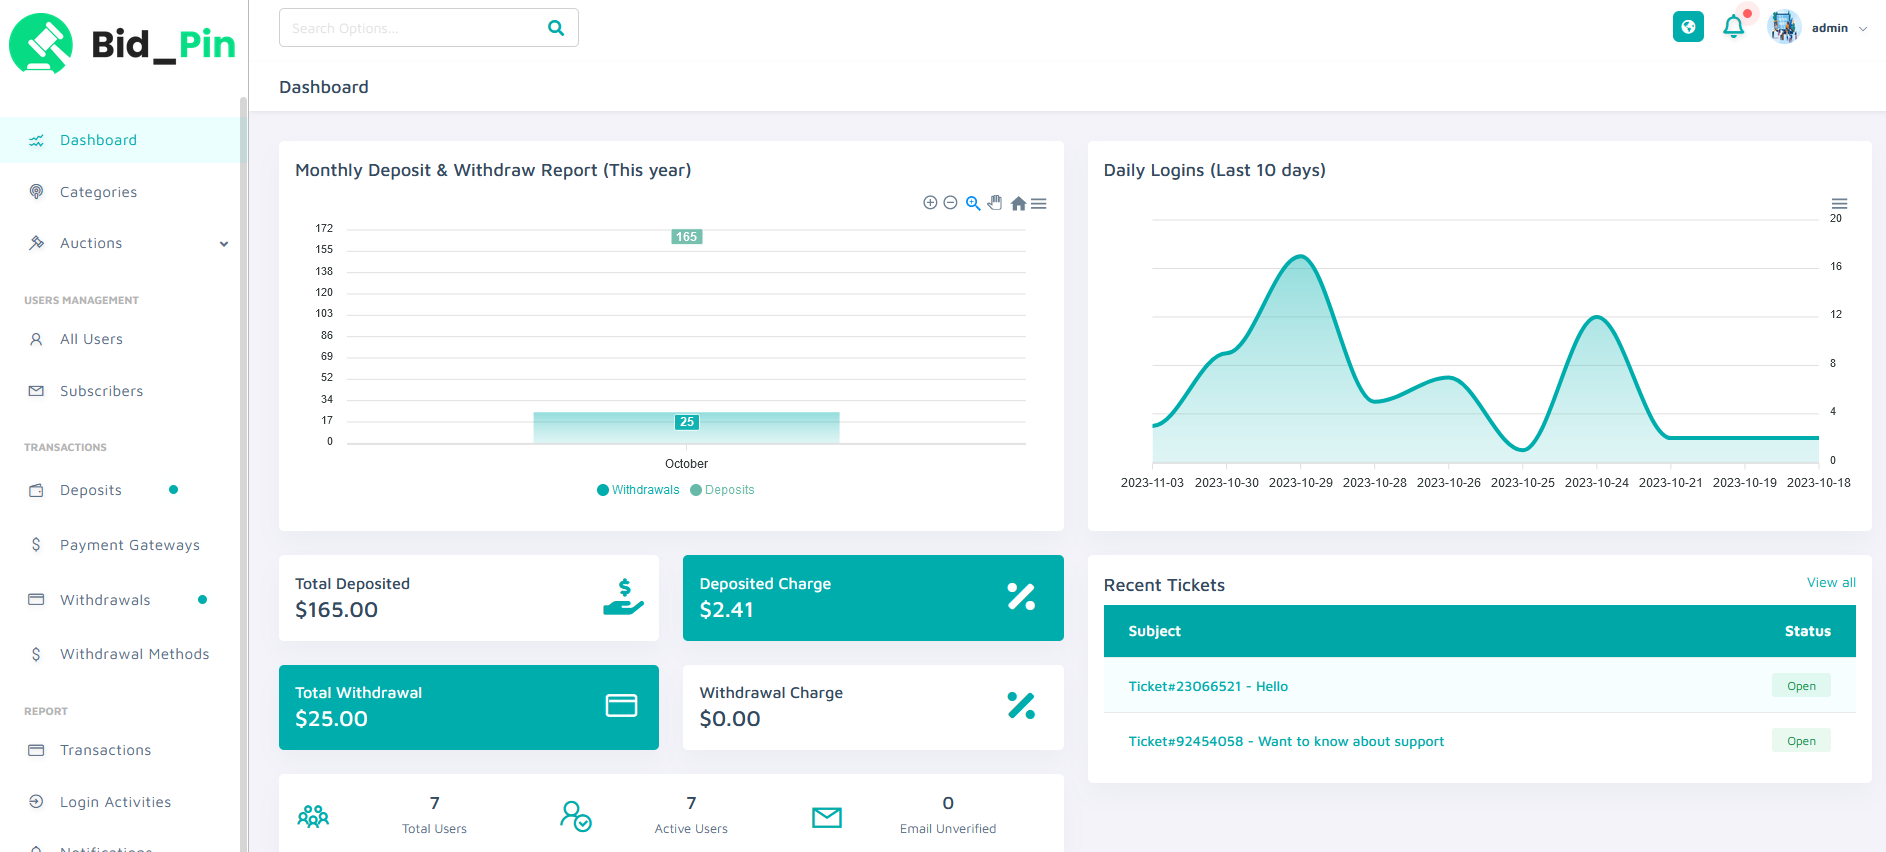 Bid_Pin
Search Options...
admin
Dashboard
Dashboard
Categories
Auctions
USERS MANAGEMENT
All Users
Subscribers
TRANSACTIONS
Deposits
Payment Gateways
Withdrawals
Withdrawal Methods
REPORT
Transactions
Login Activities
Notifications
Monthly Deposit & Withdraw Report (This year)
172
155
138
120
103
86
69
52
34
17
0
165
25
October
Withdrawals Deposits
Daily Logins (Last 10 days)
20
16
12
8
4
0
2023-11-03 2023-10-30 2023-10-29 2023-10-28 2023-10-26 2023-10-25 2023-10-24 2023-10-21 2023-10-19 2023-10-18
Total Deposited
$165.00
Deposited Charge
$2.41
Total Withdrawal
$25.00
Withdrawal Charge
$0.00
7
Total Users
7
Active Users
0
Email Unverified
Recent Tickets View all
Subject Status
Ticket#23066521 - Hello Open
Ticket#92454058 - Want to know about support Open